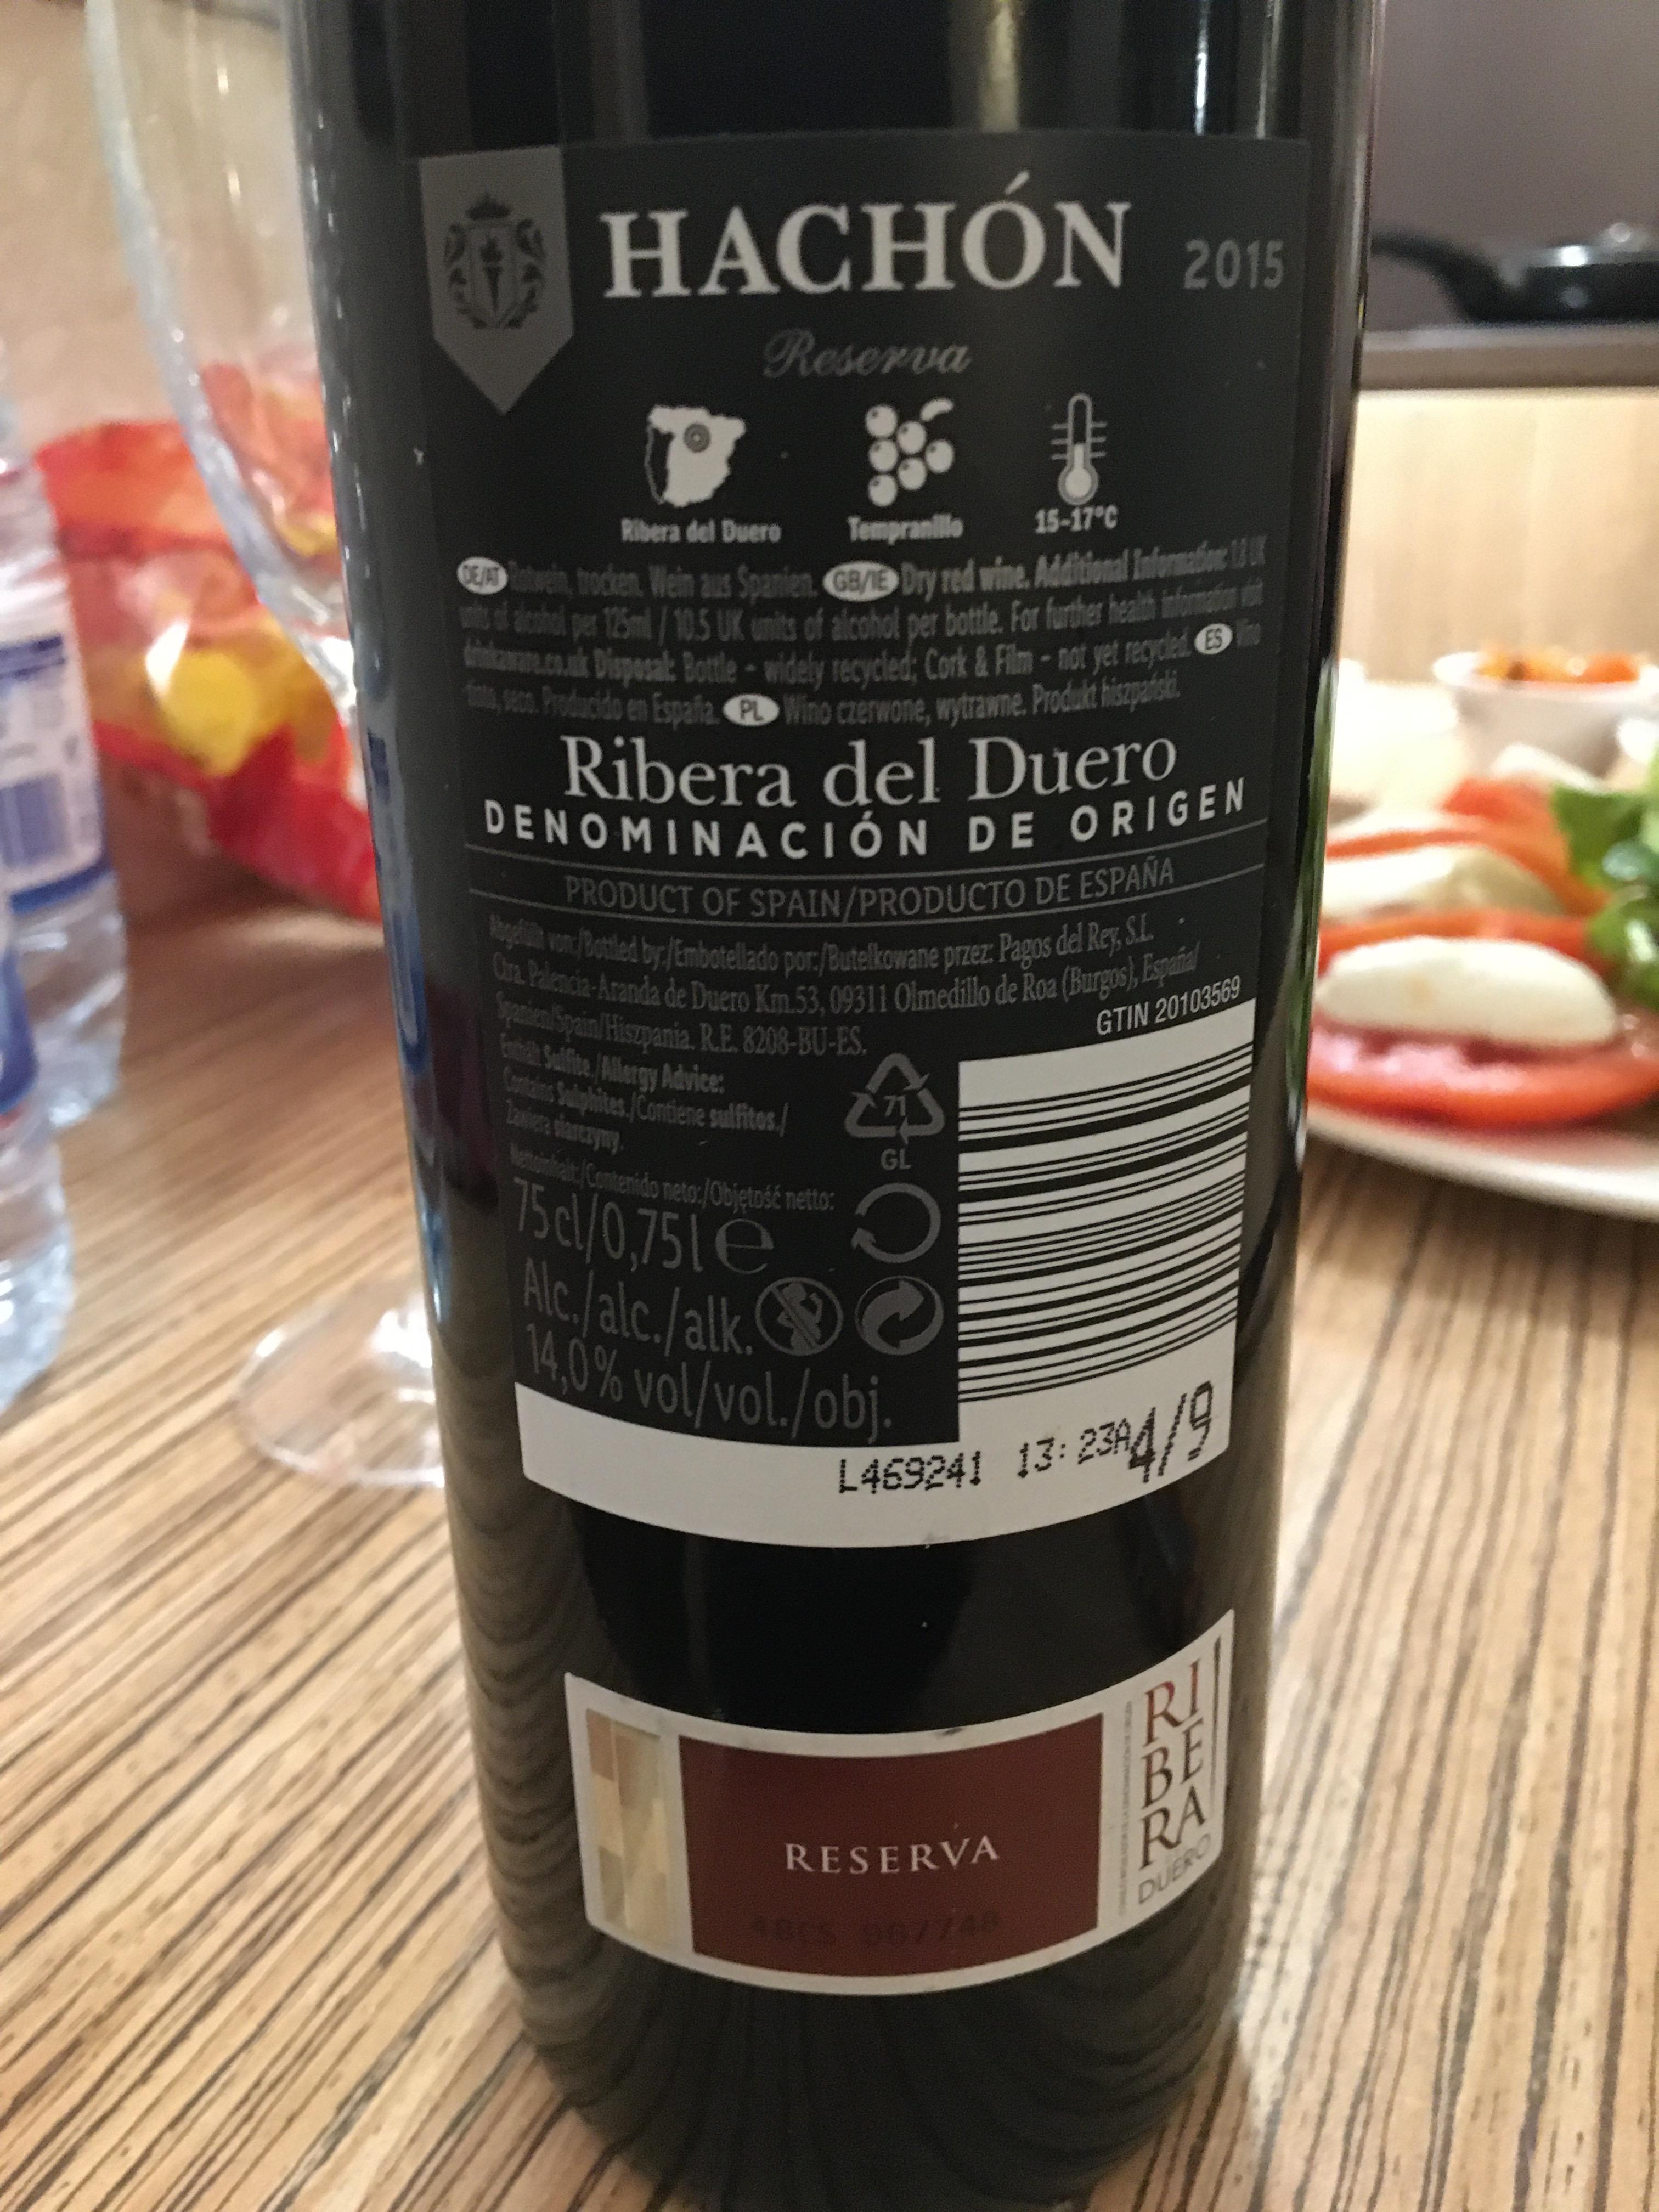 HACHÓN 2015
Reserva
Ribera del Duero Tempranillo 15-17°C
DE/AT Rotwein, trocken. Wein aus Spanien. GB/IE Dry red wine. Additional Information: 1.8 UK
units of alcohol per 125ml / 10.5 UK units of alcohol per bottle. For further health information visit
drinkaware.co.uk Disposal: Bottle - widely recycled; Cork & Film - not yet recycled. ES Vino
tinto, seco. Producido en España. PL Wino czerwone, wytrawne. Produkt hiszpański.
Ribera del Duero
DENOMINACIÓN DE ORIGEN
PRODUCT OF SPAIN/PRODUCTO DE ESPAÑA
Abgefüllt von:/Bottled by:/Embotellado por:/Butelkowane przez: Pagos del Rey, S.L.
Ctra. Palencia-Aranda de Duero Km.53, 09311 Olmedillo de Roa (Burgos), España/
Spanien/Spain/Hiszpania. R.E. 8208-BU-ES.
GTIN 20103569
Enthält Sulfite./Allergy Advice:
Contains Sulphites./Contiene sulfitos./
Zawiera siarczyny.
71
GL
Nettoinhalt:/Contenido neto:/Objętość netto:
75cl/0,75l e
Alc./alc./alk.
14,0% vol/vol./obj.
L469241 13:23A4/9
RESERVA
RI
BE
RA
DUERO